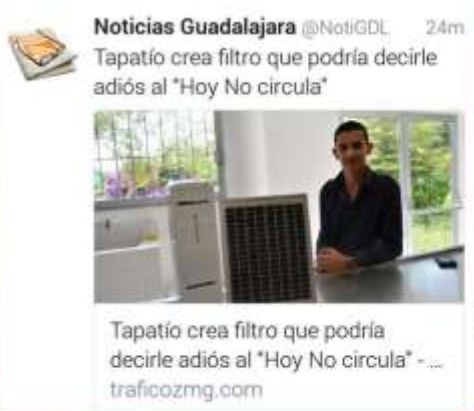 Noticias Guadalajara @NotiGDL 24m
Tapatío crea filtro que podría decirle
adiós al "Hoy No circula"
Tapatío crea filtro que podría
decirle adiós al "Hoy No circula" - ...
traficozmg.com